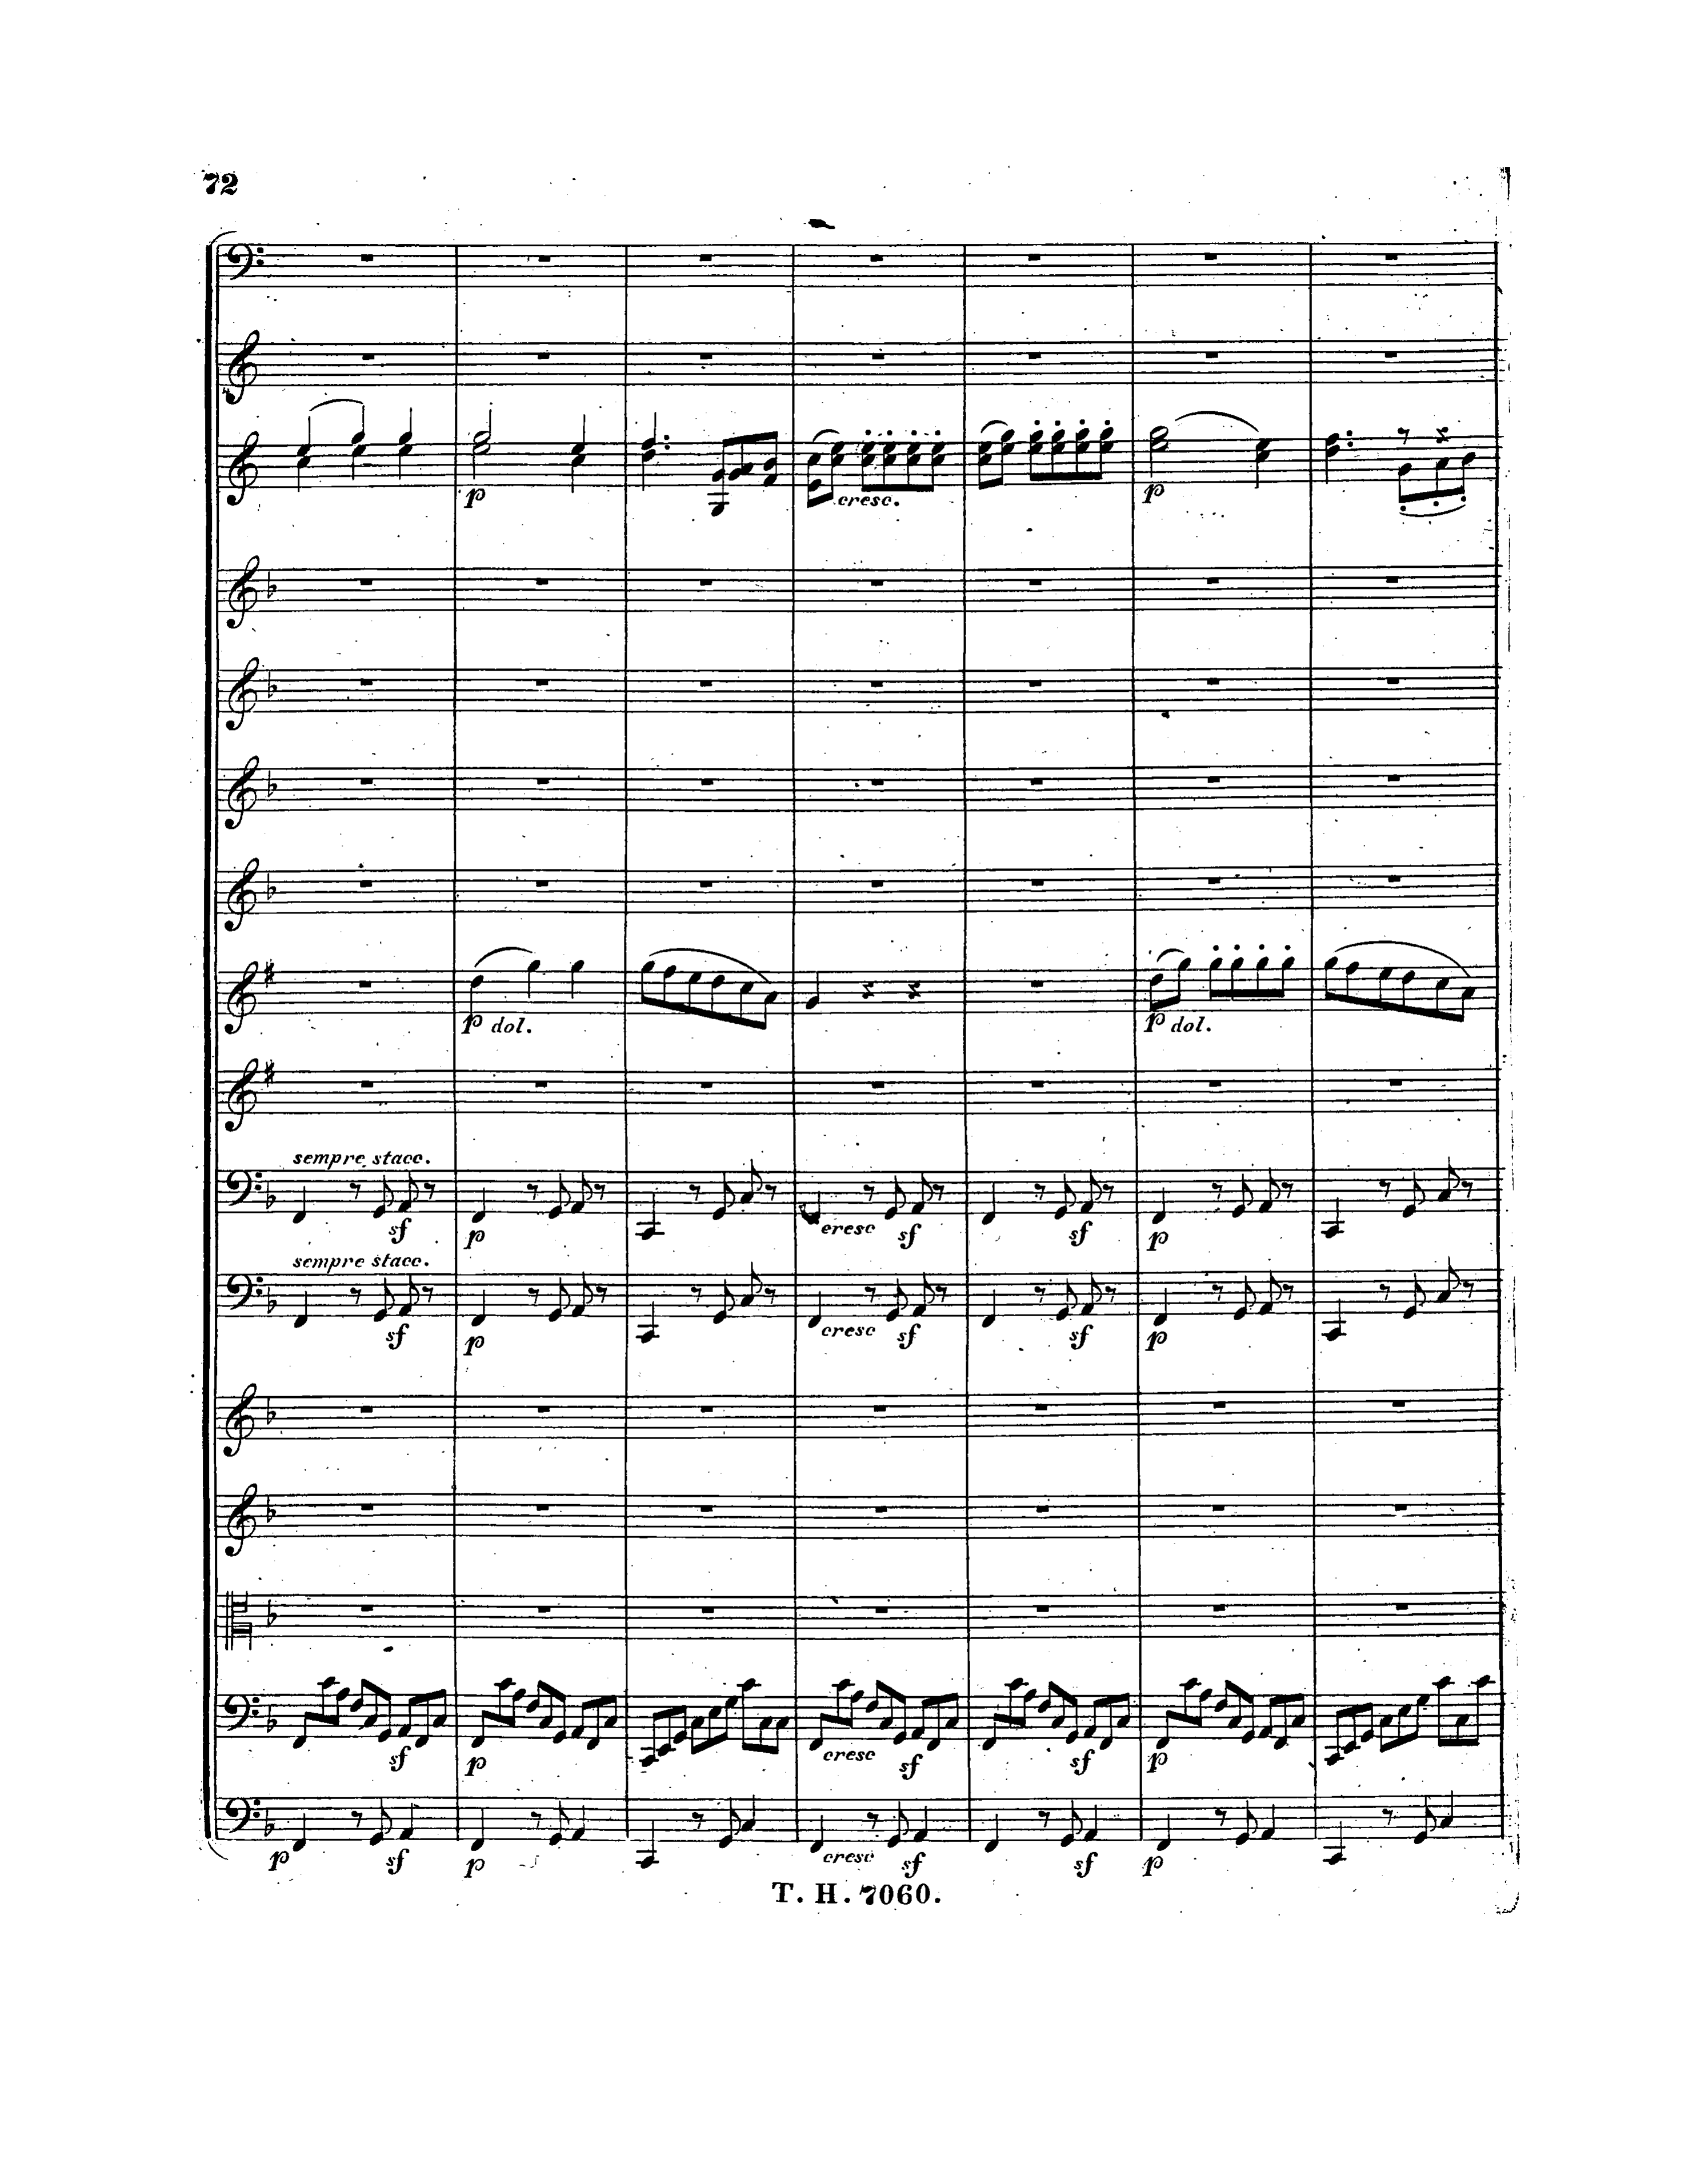 72
p
cresc.
p
p dol.
p dol.
sempre stacc.
sf
p
cresc
sf
sf
p
sempre stacc.
sf
p
cresc
sf
sf
p
sf
p
cresc
sf
sf
p
p
sf
p
cresc
sf
sf
p
T. H. 7060.